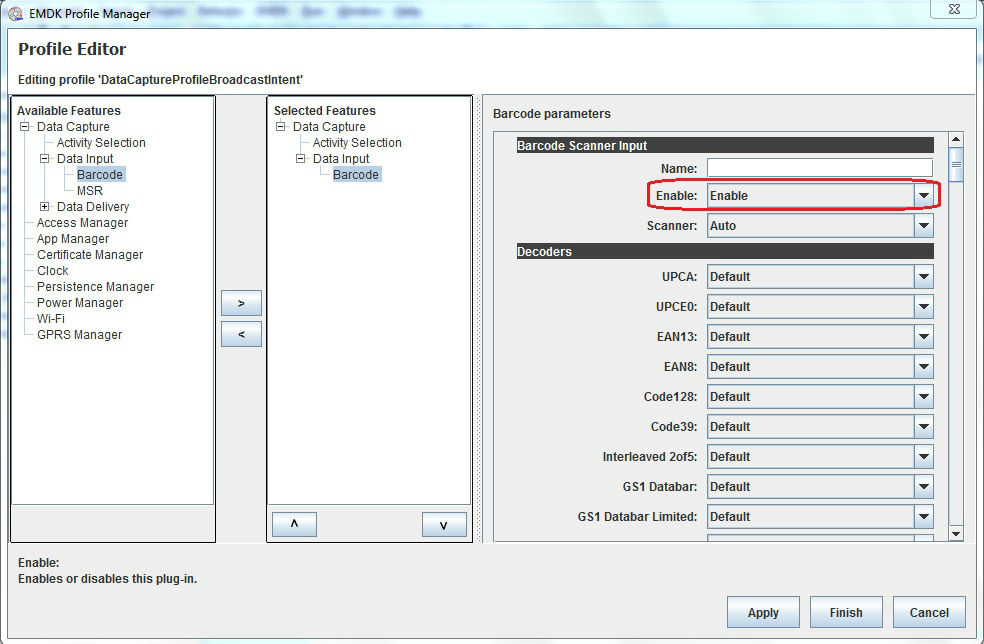 EMDK Profile Manager
Profile Editor
Editing profile 'DataCaptureProfileBroadcastIntent'
Available Features
Data Capture
Activity Selection
Data Input
Barcode
MSR
Data Delivery
Access Manager
App Manager
Certificate Manager
Clock
Persistence Manager
Power Manager
Wi-Fi
GPRS Manager
>
<
Selected Features
Data Capture
Activity Selection
Data Input
Barcode
^
v
Barcode parameters
Barcode Scanner Input
Name:
Enable: Enable
Scanner: Auto
Decoders
UPCA: Default
UPCE0: Default
EAN13: Default
EAN8: Default
Code128: Default
Code39: Default
Interleaved 2of5: Default
GS1 Databar: Default
GS1 Databar Limited: Default
Enable:
Enables or disables this plug-in.
Apply Finish Cancel